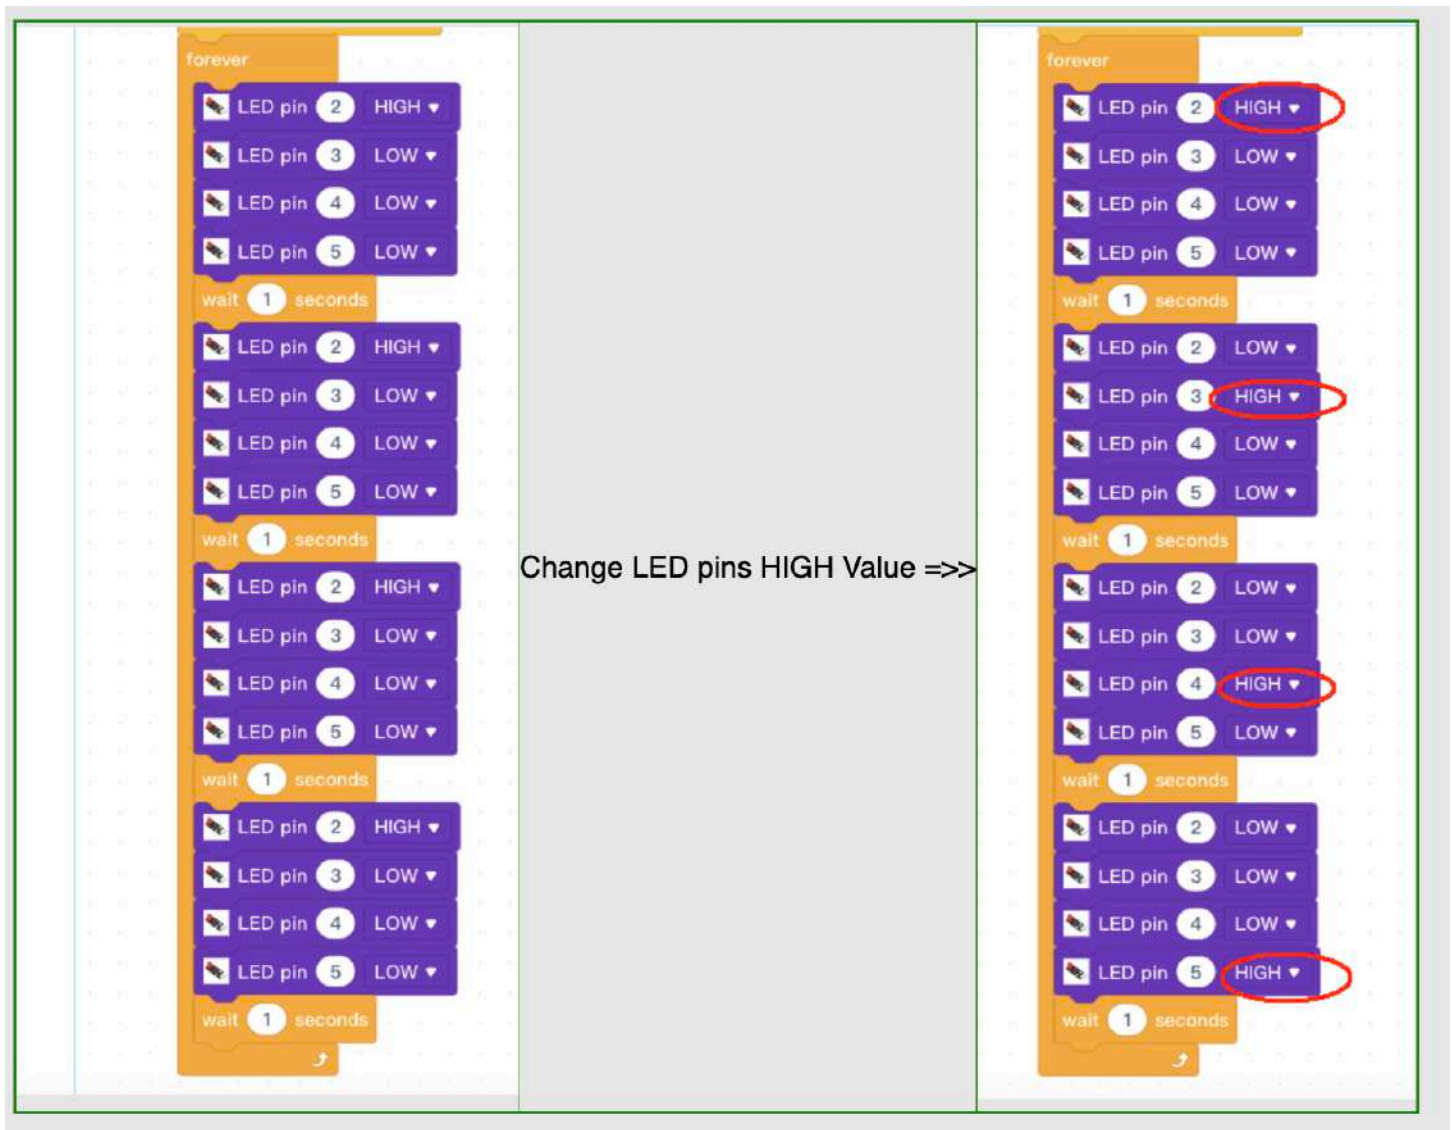 forever
LED pin 2 HIGH
LED pin 3 LOW
LED pin 4 LOW
LED pin 5 LOW
wait 1 seconds
LED pin 2 HIGH
LED pin 3 LOW
LED pin 4 LOW
LED pin 5 LOW
wait 1 seconds
LED pin 2 HIGH
LED pin 3 LOW
LED pin 4 LOW
LED pin 5 LOW
wait 1 seconds
LED pin 2 HIGH
LED pin 3 LOW
LED pin 4 LOW
LED pin 5 LOW
wait 1 seconds
Change LED pins HIGH Value =>>
forever
LED pin 2 HIGH
LED pin 3 LOW
LED pin 4 LOW
LED pin 5 LOW
wait 1 seconds
LED pin 2 LOW
LED pin 3 HIGH
LED pin 4 LOW
LED pin 5 LOW
wait 1 seconds
LED pin 2 LOW
LED pin 3 LOW
LED pin 4 HIGH
LED pin 5 LOW
wait 1 seconds
LED pin 2 LOW
LED pin 3 LOW
LED pin 4 LOW
LED pin 5 HIGH
wait 1 seconds